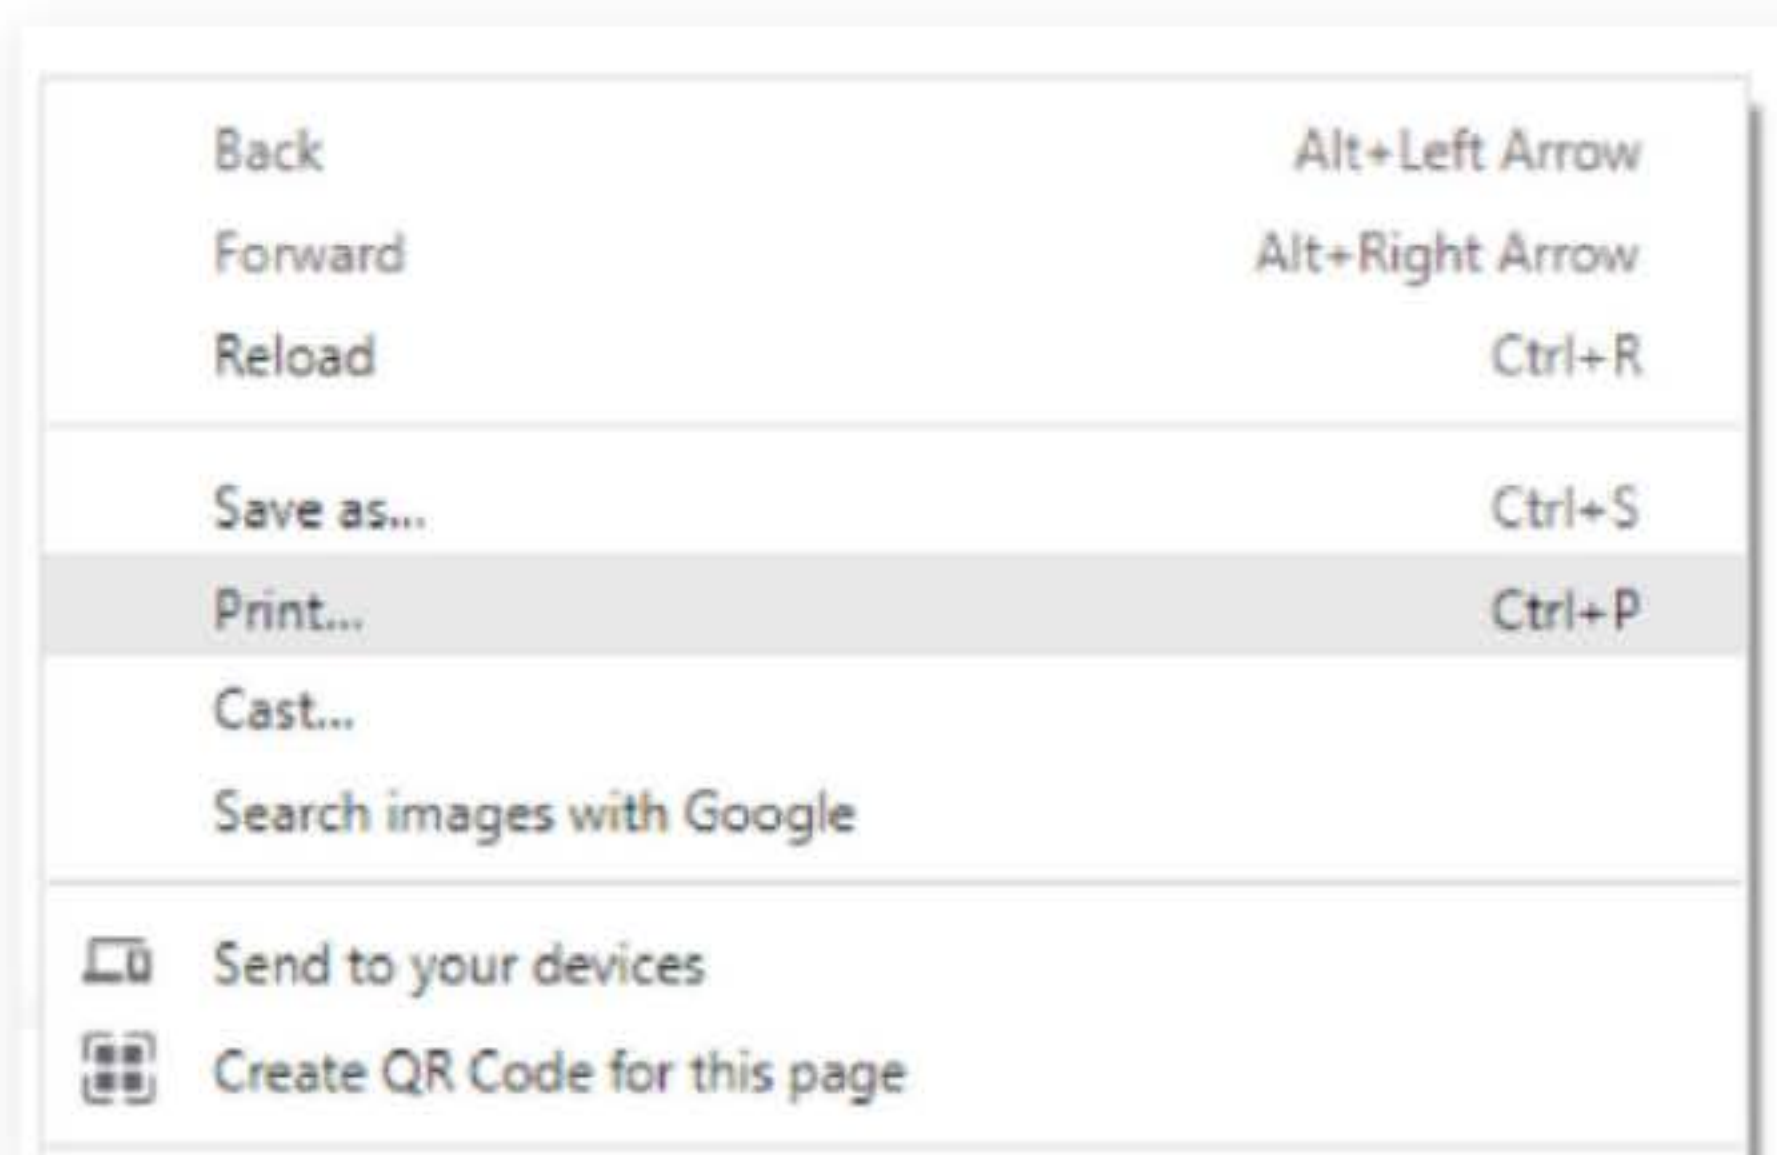 Back Alt+Left Arrow
Forward Alt+Right Arrow
Reload Ctrl+R
Save as... Ctrl+S
Print... Ctrl+P
Cast...
Search images with Google
Send to your devices
Create QR Code for this page